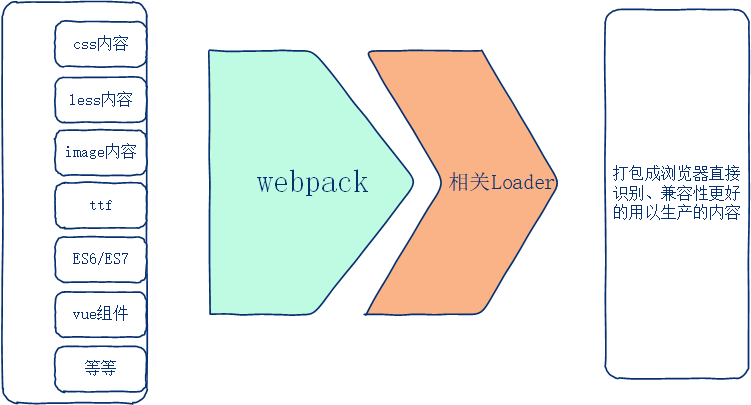 css内容
less内容
image内容
ttf
ES6/ES7
vue组件
等等
webpack
相关Loader
打包成浏览器直接
识别、兼容性更好
的用以生产的内容